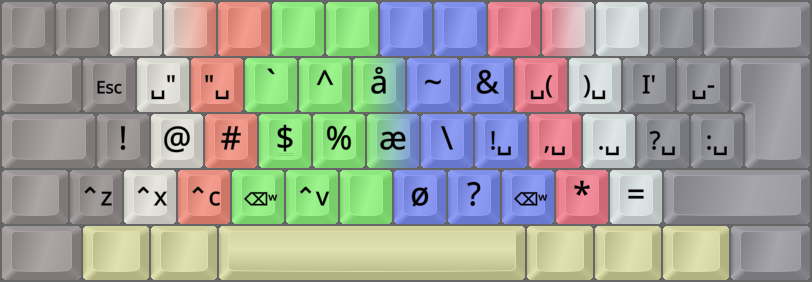 Esc ␣" "␣ ` ^ å ~ & ␣( )␣ I' ␣-
! @ # $ % æ \ !␣ ,␣ .␣ ?␣ :␣
^z ^x ^c ⌫w ^v ø ? ⌫w * =